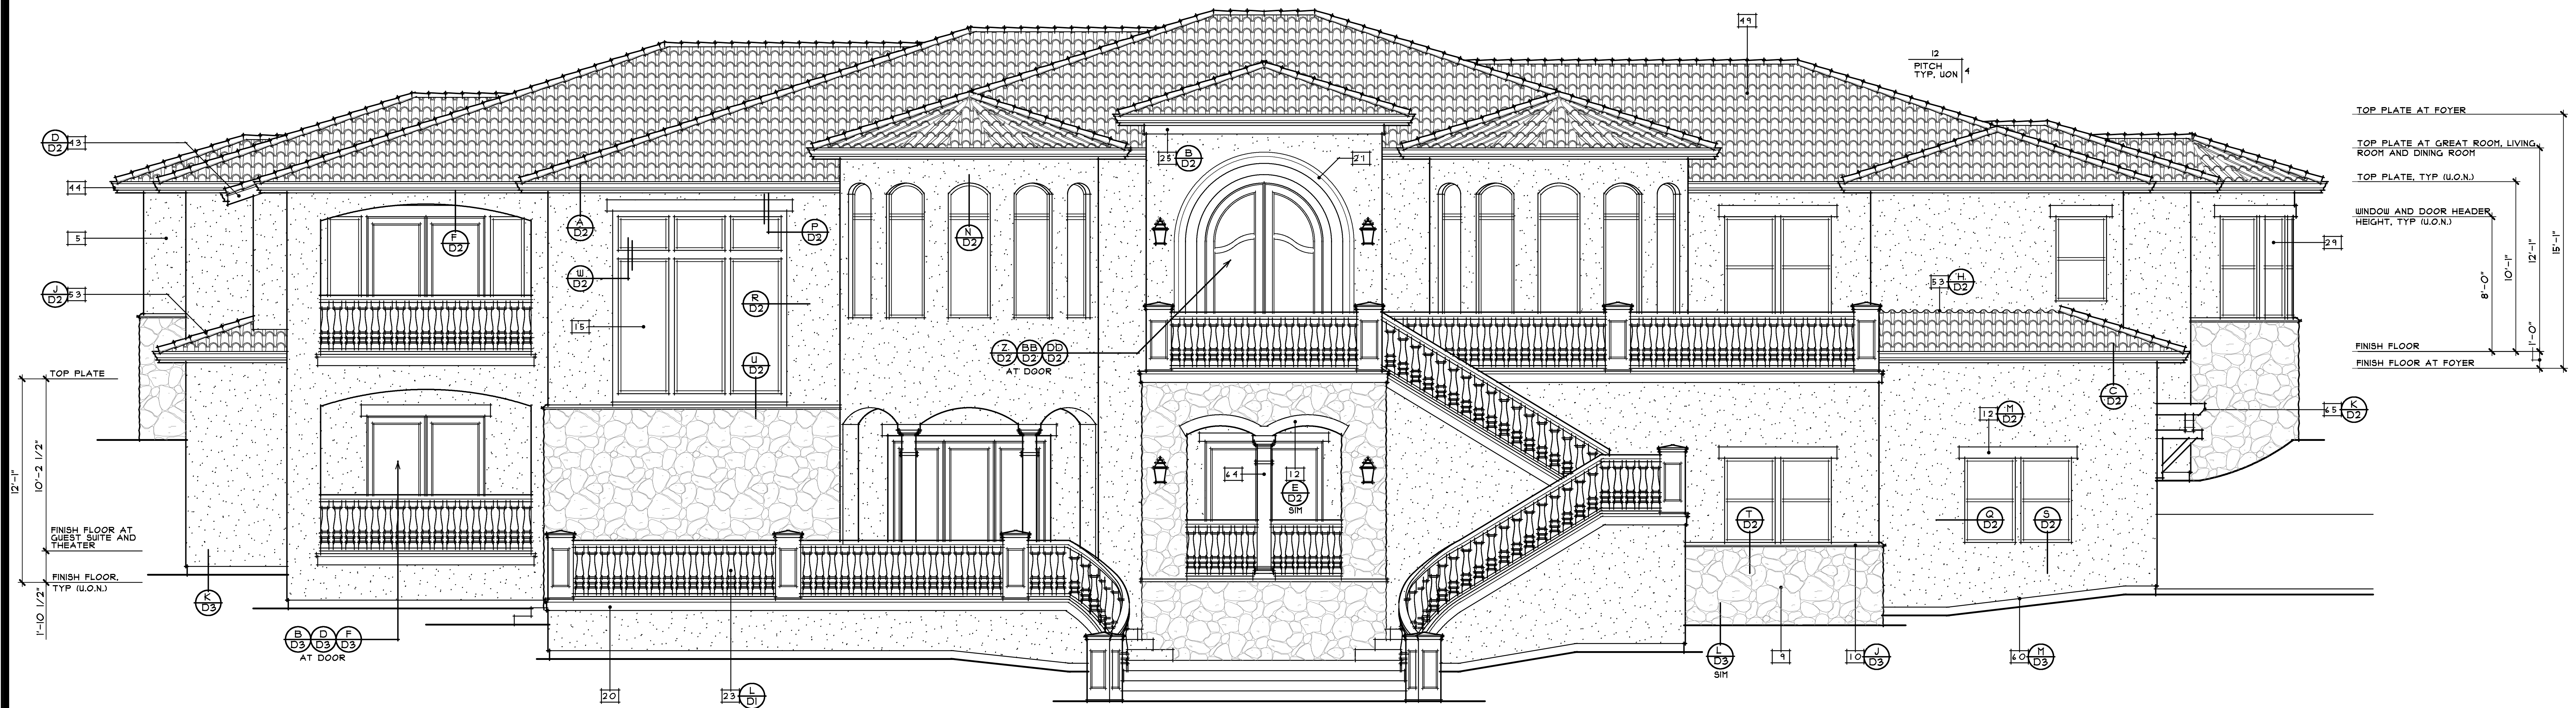 49
12
PITCH
TYP, UON
4
TOP PLATE AT FOYER
D
D2
43
25
B
D2
21
TOP PLATE AT GREAT ROOM, LIVING
ROOM AND DINING ROOM
44
TOP PLATE, TYP (U.O.N.)
WINDOW AND DOOR HEADER
HEIGHT, TYP (U.O.N.)
5
F
D2
A
D2
P
D2
N
D2
29
W
D2
8'-0"
10'-1"
12'-1"
15'-1"
J
D2
53
R
D2
53
H
D2
15
Z
D2
BB
D2
DD
D2
AT DOOR
U
D2
FINISH FLOOR
1'-0"
FINISH FLOOR AT FOYER
TOP PLATE
C
D2
12
M
D2
65
K
D2
12'-1"
10'-2 1/2"
64
12
E
D2
SIM
T
D2
Q
D2
S
D2
FINISH FLOOR AT
GUEST SUITE AND
THEATER
FINISH FLOOR,
TYP (U.O.N.)
1'-10 1/2"
K
D3
B
D3
D
D3
F
D3
AT DOOR
L
D3
SIM
9
10
J
D3
60
M
D3
20
23
L
D1